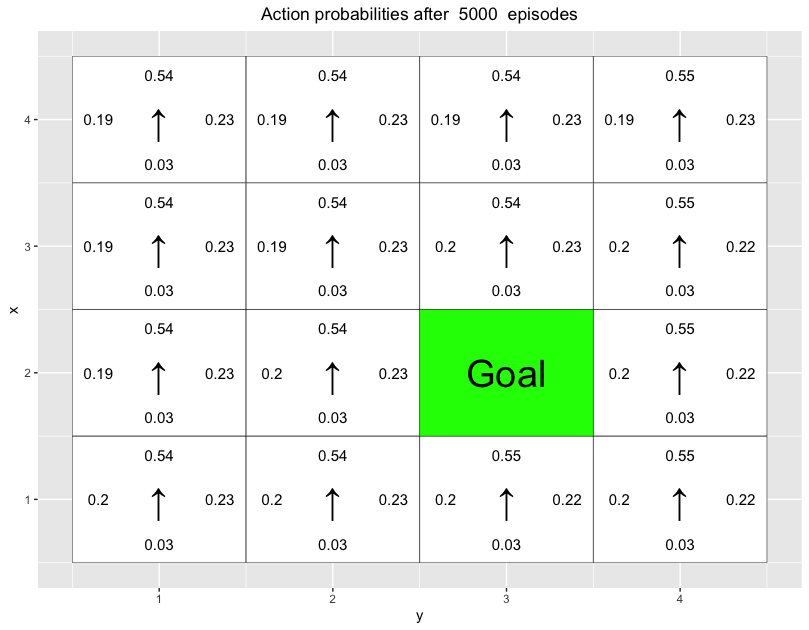 Action probabilities after 5000 episodes
0.54 0.54 0.54 0.55
4 0.19 0.23 0.19 0.23 0.19 0.23 0.19 0.23
0.03 0.03 0.03 0.03
0.54 0.54 0.54 0.55
3 0.19 0.23 0.19 0.23 0.2 0.23 0.2 0.22
0.03 0.03 0.03 0.03
x
0.54 0.54 0.55
2 0.19 0.23 0.2 0.23 Goal 0.2 0.22
0.03 0.03 0.03
0.54 0.54 0.55 0.55
1 0.2 0.23 0.2 0.23 0.2 0.22 0.2 0.22
0.03 0.03 0.03 0.03
1 2 3 4
y